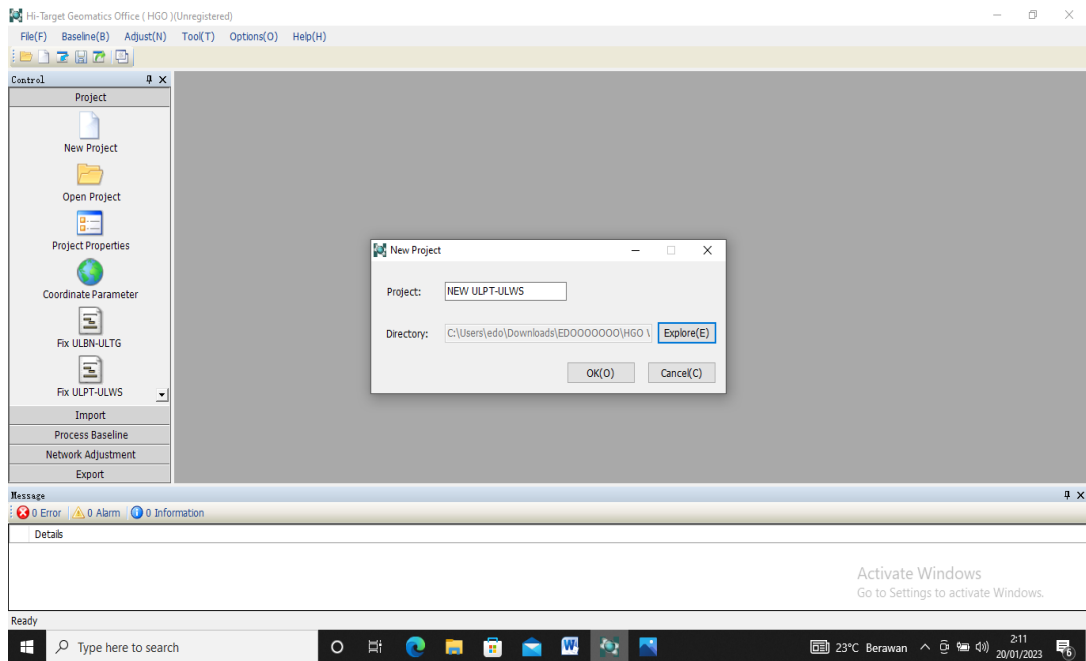 Hi-Target Geomatics Office ( HGO )(Unregistered)
File(F) Baseline(B) Adjust(N) Tool(T) Options(O) Help(H)
Control
Project
New Project
Open Project
Project Properties
Coordinate Parameter
Fix ULBN-ULTG
Fix ULPT-ULWS
Import
Process Baseline
Network Adjustment
Export
New Project
Project: NEW ULPT-ULWS
Directory: C:\Users\edo\Downloads\EDOOOOOOO\HGO \ Explore(E)
OK(O) Cancel(C)
Message
0 Error 0 Alarm 0 Information
Details
Activate Windows
Go to Settings to activate Windows.
Ready
Type here to search
23°C Berawan
2:11
20/01/2023
6